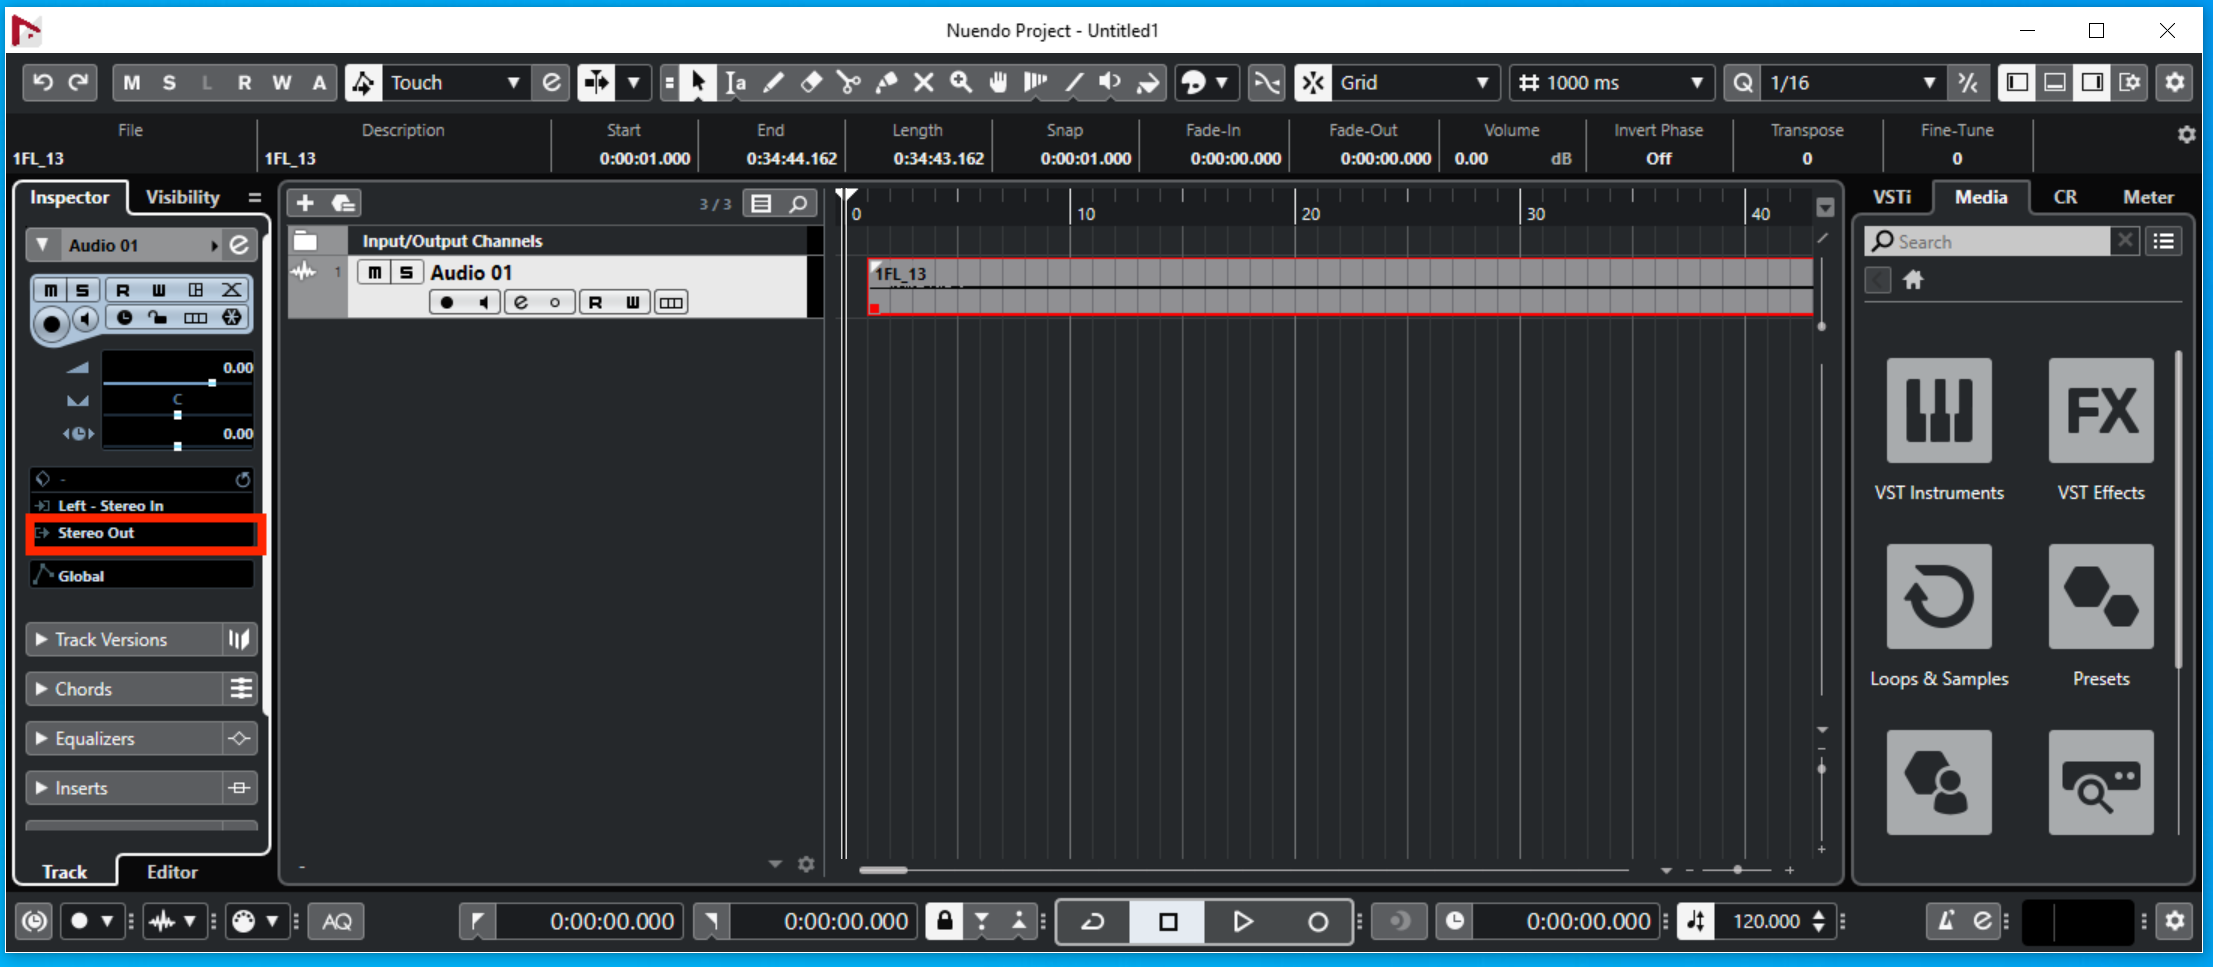 Nuendo Project - Untitled1
M S L R W A Touch Grid 1000 ms Q 1/16
File Description Start End Length Snap Fade-In Fade-Out Volume Invert Phase Transpose Fine-Tune
1FL_13 1FL_13 0:00:01.000 0:34:44.162 0:34:43.162 0:00:01.000 0:00:00.000 0:00:00.000 0.00 dB Off 0 0
Inspector Visibility
Audio 01
M S R W
0.00
C
0.00
-
Left - Stereo In
Stereo Out
Global
Track Versions
Chords
Equalizers
Inserts
Track Editor
3 / 3
Input/Output Channels
1 M S Audio 01
R W
0 10 20 30 40
1FL_13
VSTi Media CR Meter
Search
VST Instruments
FX
VST Effects
Loops & Samples
Presets
AQ 0:00:00.000 0:00:00.000 0:00:00.000 120.000